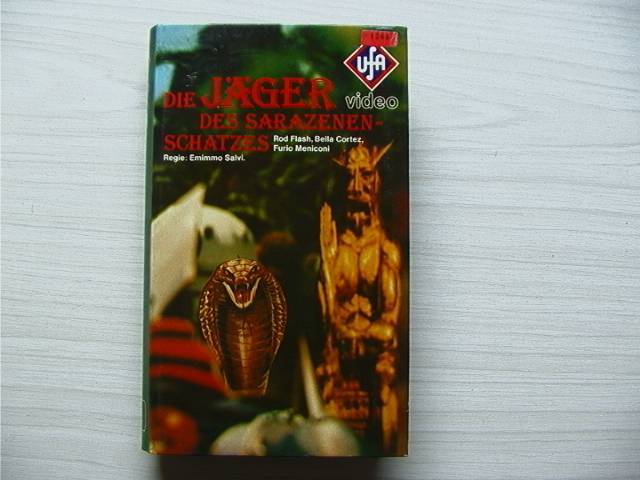 DIE JÄGER
DES SARAZENEN-
SCHATZES
Rod Flash, Bella Cortez,
Furio Meniconi
Regie: Emimmo Salvi.
UFA
video